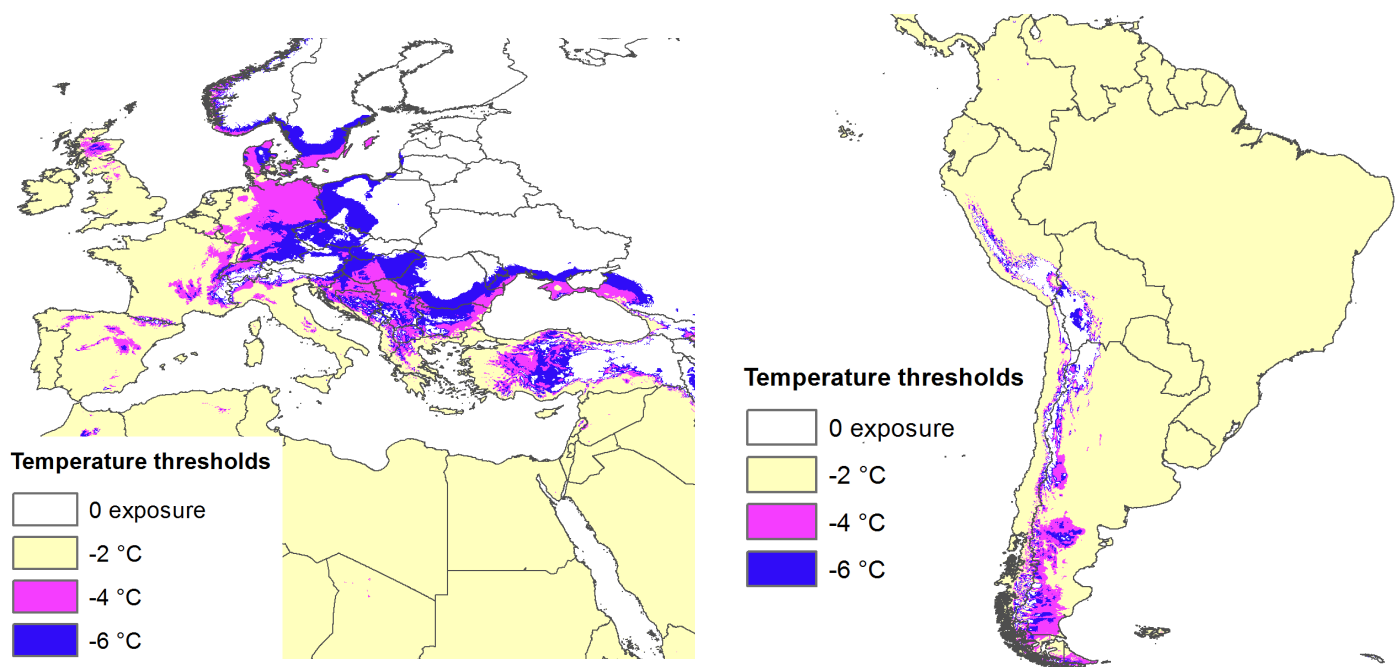 Temperature thresholds
0 exposure
-2 °C
-4 °C
-6 °C
Temperature thresholds
0 exposure
-2 °C
-4 °C
-6 °C